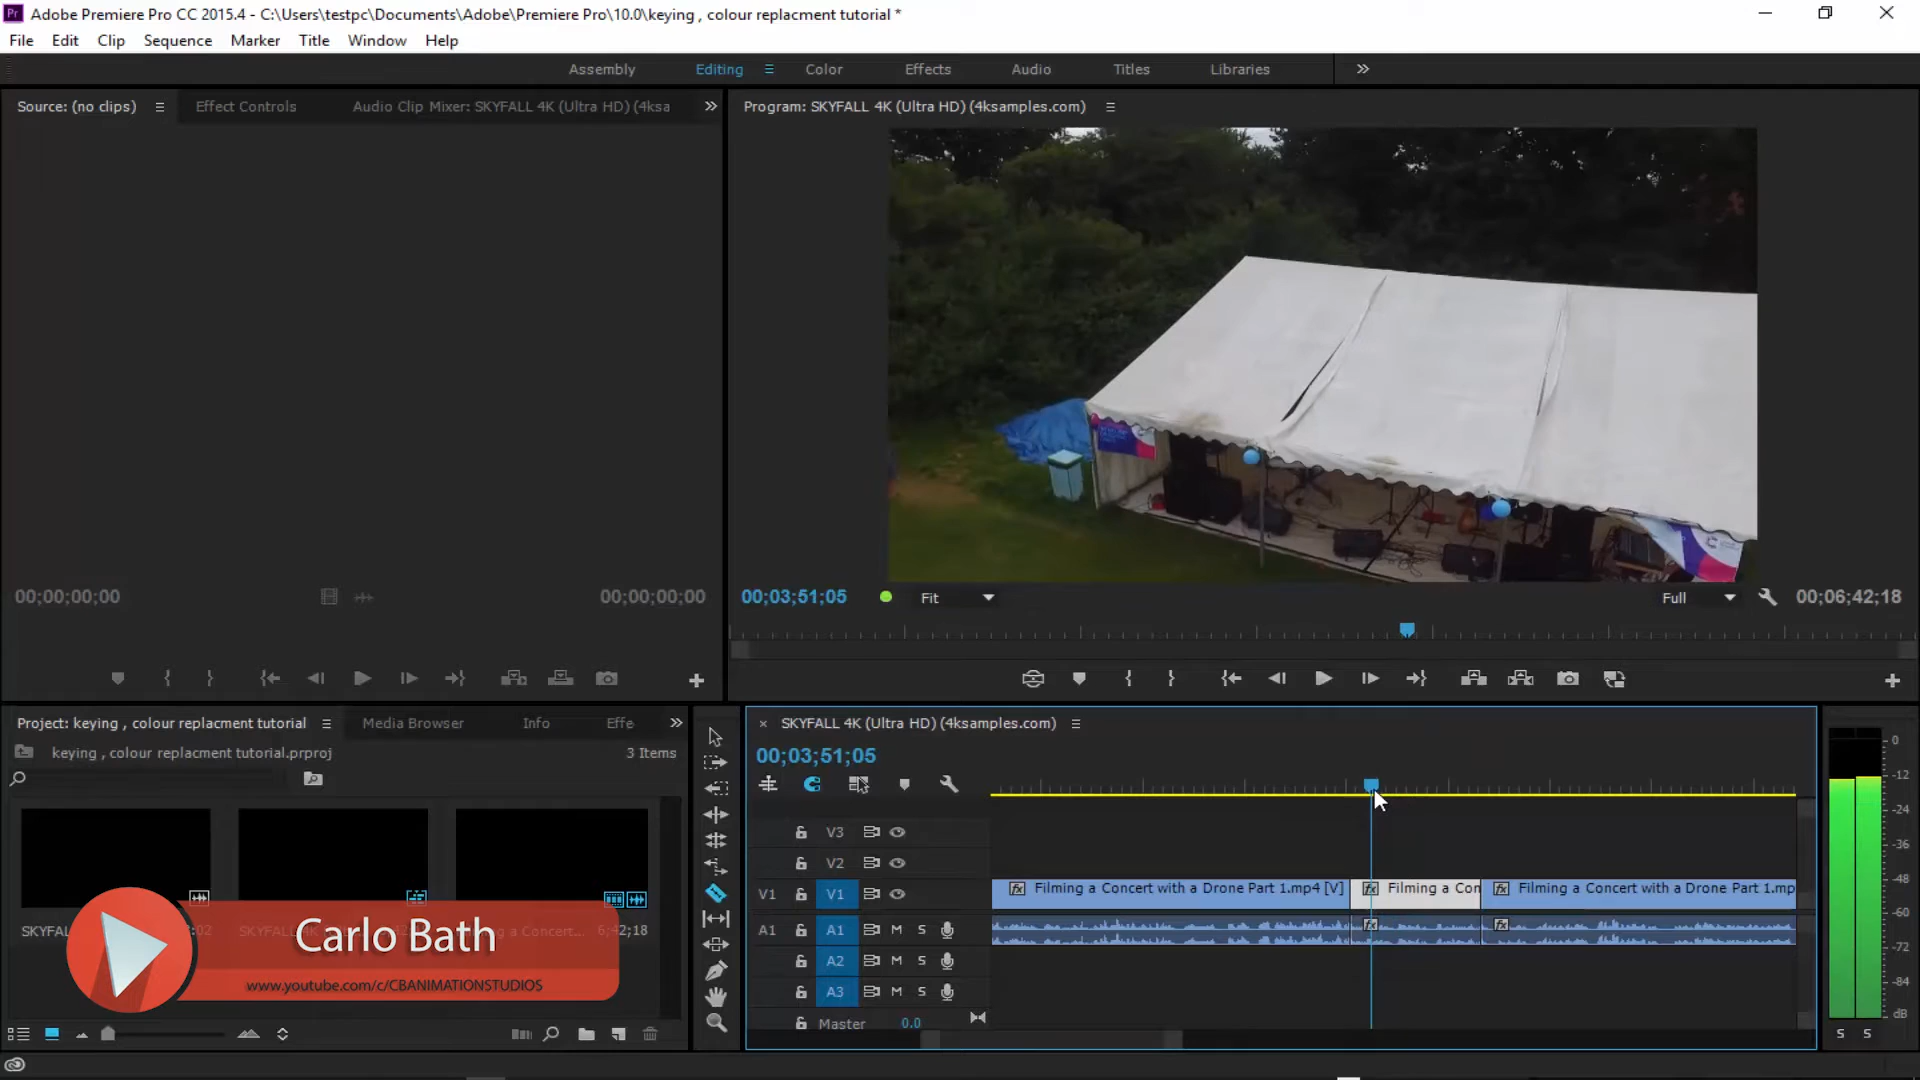 Pr Adobe Premiere Pro CC 2015.4 - C:\Users\testpc\Documents\Adobe\Premiere Pro\10.0\keying , colour replacment tutorial *
File Edit Clip Sequence Marker Title Window Help
Assembly Editing Color Effects Audio Titles Libraries
Source: (no clips) Effect Controls Audio Clip Mixer: SKYFALL 4K (Ultra HD) (4ksa
Program: SKYFALL 4K (Ultra HD) (4ksamples.com)
00;00;00;00 00;00;00;00
00;03;51;05 Fit Full 00;06;42;18
Project: keying , colour replacment tutorial Media Browser Info Effe
keying , colour replacment tutorial.prproj 3 Items
SKYFAL
6;42;18
Carlo Bath
www.youtube.com/c/CBANIMATIONSTUDIOS
SKYFALL 4K (Ultra HD) (4ksamples.com)
00;03;51;05
V3
V2
V1 V1 fx Filming a Concert with a Drone Part 1.mp4 [V] fx Filming a Con fx Filming a Concert with a Drone Part 1.mp
A1 A1 M S fx fx
A2 M S
A3 M S
Master 0.0
0
-12
-24
-36
-48
-60
-72
-84
dB
S S